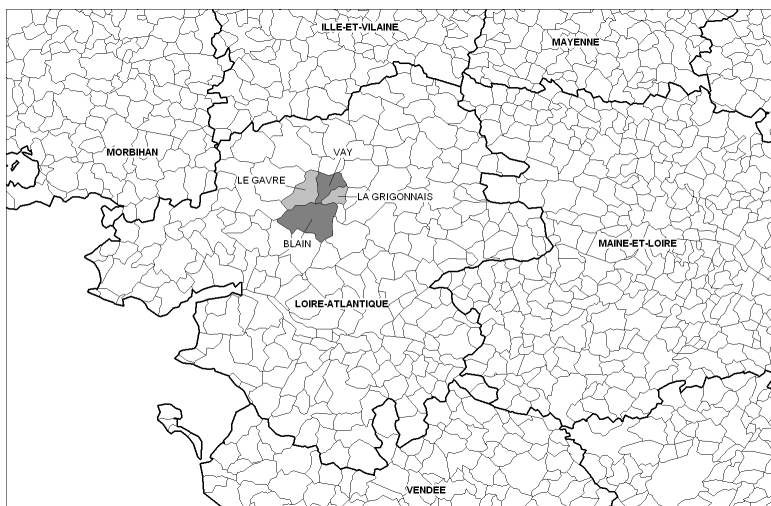 ILLE-ET-VILAINE
MAYENNE
MORBIHAN
VAY
LE GAVRE
LA GRIGONNAIS
BLAIN
MAINE-ET-LOIRE
LOIRE-ATLANTIQUE
VENDEE